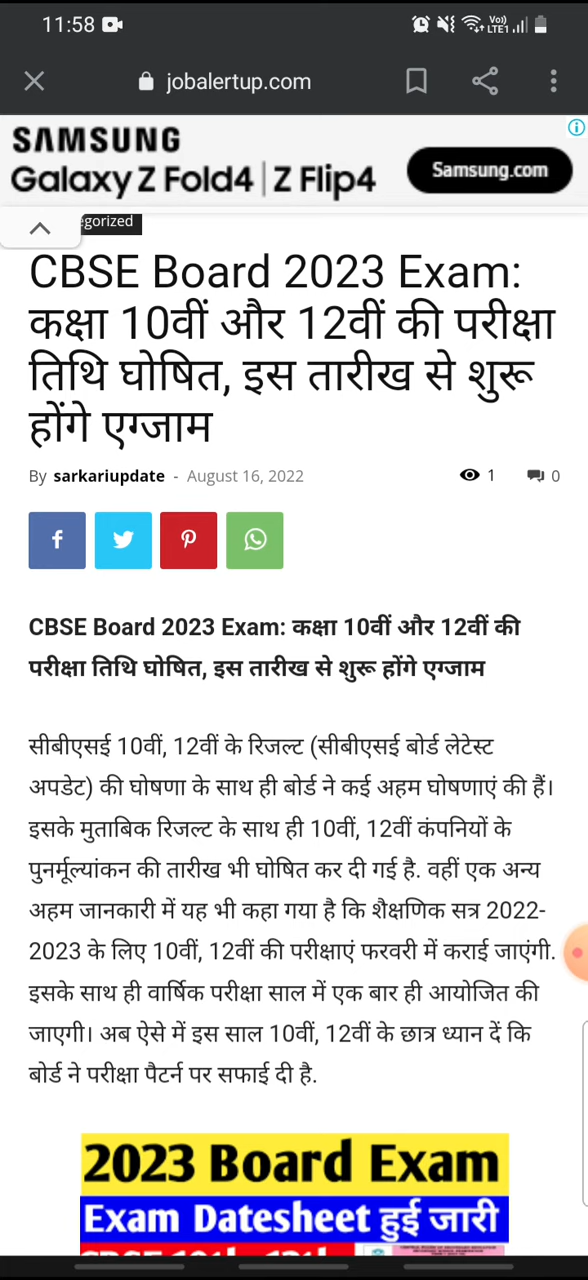 11:58
Vo))
LTE1
jobalertup.com
SAMSUNG
Galaxy Z Fold4 | Z Flip4
Samsung.com
egorized
CBSE Board 2023 Exam:
कक्षा 10वीं और 12वीं की परीक्षा
तिथि घोषित, इस तारीख से शुरू
होंगे एग्जाम
By sarkariupdate - August 16, 2022
1
0
CBSE Board 2023 Exam: कक्षा 10वीं और 12वीं की
परीक्षा तिथि घोषित, इस तारीख से शुरू होंगे एग्जाम
सीबीएसई 10वीं, 12वीं के रिजल्ट (सीबीएसई बोर्ड लेटेस्ट
अपडेट) की घोषणा के साथ ही बोर्ड ने कई अहम घोषणाएं की हैं।
इसके मुताबिक रिजल्ट के साथ ही 10वीं, 12वीं कंपनियों के
पुनर्मूल्यांकन की तारीख भी घोषित कर दी गई है. वहीं एक अन्य
अहम जानकारी में यह भी कहा गया है कि शैक्षणिक सत्र 2022-
2023 के लिए 10वीं, 12वीं की परीक्षाएं फरवरी में कराई जाएंगी.
इसके साथ ही वार्षिक परीक्षा साल में एक बार ही आयोजित की
जाएगी। अब ऐसे में इस साल 10वीं, 12वीं के छात्र ध्यान दें कि
बोर्ड ने परीक्षा पैटर्न पर सफाई दी है.
2023 Board Exam
Exam Datesheet हुई जारी